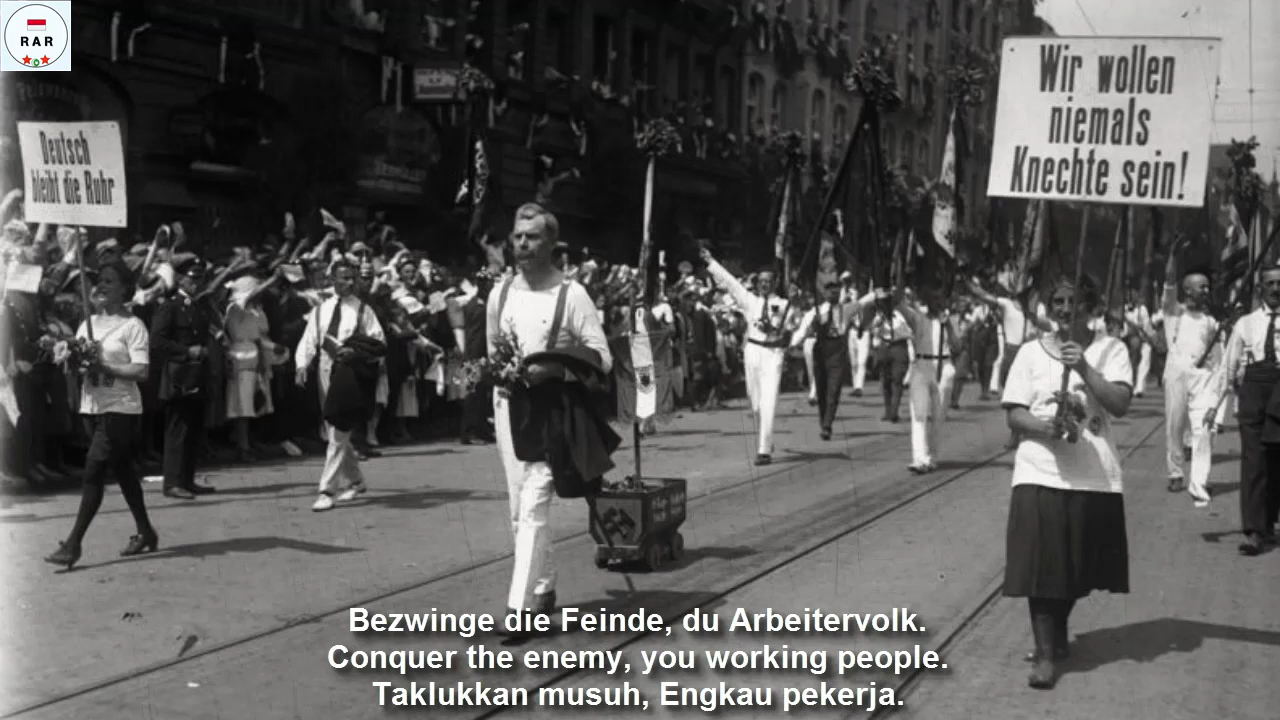 RAR
Deutsch
bleibt die Ruhr
Wir wollen
niemals
Knechte sein!
Bezwinge die Feinde, du Arbeitervolk.
Conquer the enemy, you working people.
Taklukkan musuh, Engkau pekerja.